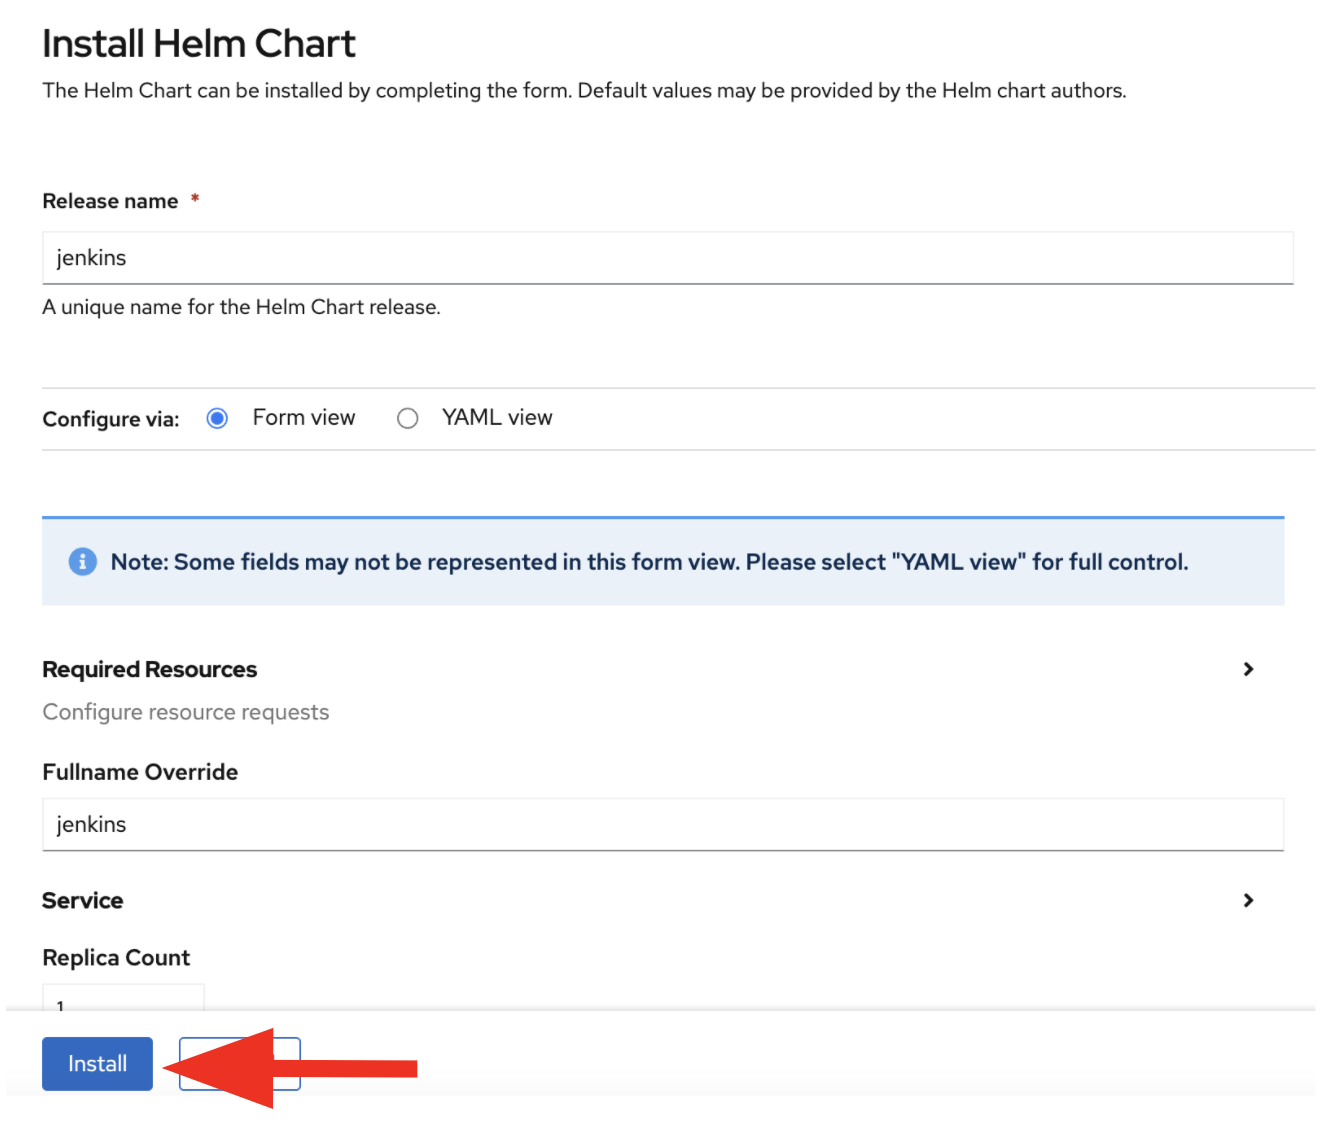 Install Helm Chart
The Helm Chart can be installed by completing the form. Default values may be provided by the Helm chart authors.
Release name *
jenkins
A unique name for the Helm Chart release.
Configure via: Form view YAML view
Note: Some fields may not be represented in this form view. Please select "YAML view" for full control.
Required Resources
Configure resource requests
Fullname Override
jenkins
Service
Replica Count
1
Install